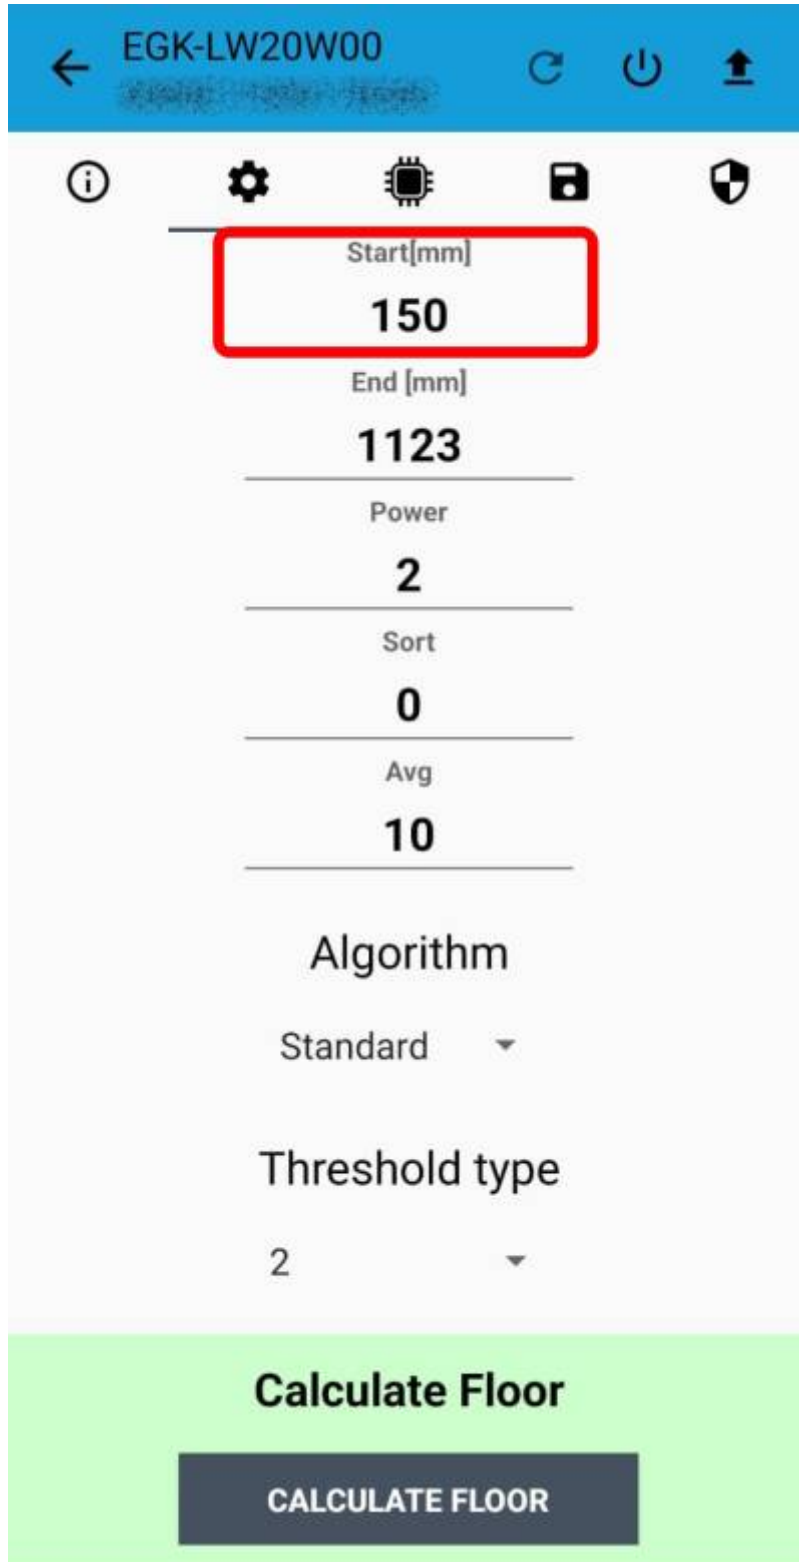 EGK-LW20W00
Start[mm]
150
End [mm]
1123
Power
2
Sort
0
Avg
10
Algorithm
Standard
Threshold type
2
Calculate Floor
CALCULATE FLOOR